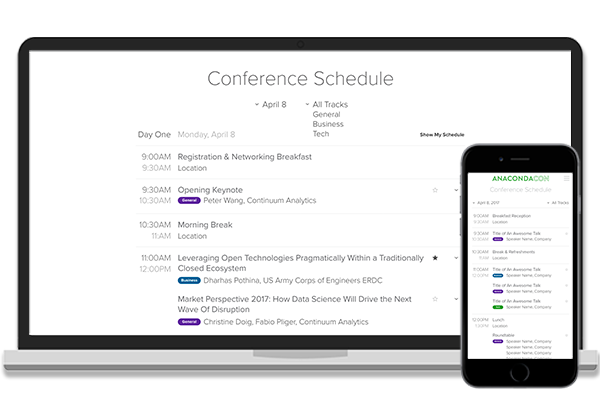 Conference Schedule
April 8
All Tracks
General
Business
Tech
Day One Monday, April 8 Show My Schedule
9:00AM Registration & Networking Breakfast
9:30AM Location
9:30AM Opening Keynote
10:30AM General Peter Wang, Continuum Analytics
10:30AM Morning Break
11AM Location
11:00AM Leveraging Open Technologies Pragmatically Within a Traditionally
12:00PM Closed Ecosystem
Business Dharhas Pothina, US Army Corps of Engineers ERDC
Market Perspective 2017: How Data Science Will Drive the Next
Wave Of Disruption
General Christine Doig, Fabio Pliger, Continuum Analytics
ANACONDACON
Conference Schedule
April 8, 2017 All Tracks
Breakfast Reception
Location
Title of An Awesome Talk
Speaker Name, Company
Break & Refreshments
Location
Title of An Awesome Talk
Speaker Name, Company
Title of An Awesome Talk
Speaker Name, Company
Title of An Awesome Talk
Speaker Name, Company
Lunch
Location
Roundtable
Speaker Name, Company
Speaker Name, Company
Speaker Name, Company